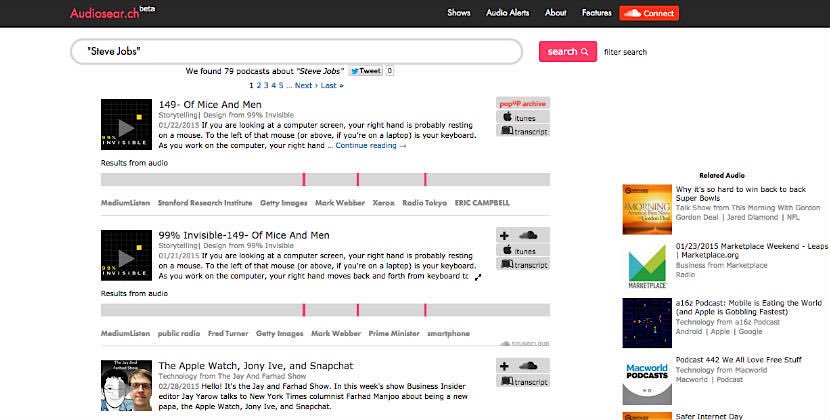 Audiosear.ch beta
Shows About Audio Alerts Features Connect
"Steve Jobs"
search
filter search
We found 79 podcasts about "Steve Jobs" Tweet 0
1 2 3 4 5 ... Next › Last »
149- Of Mice And Men
Storytelling| Design from 99% Invisible
01/22/2015 If you are looking at a computer screen, your right hand is probably resting
on a mouse. To the left of that mouse (or above, if you're on a laptop) is your keyboard.
As you work on the computer, your right hand ... Continue reading →
99% INVISIBLE
popup archive
itunes
transcript
Results from audio
MediumListen Stanford Research Institute Getty Images Mark Webber Xerox Radio Tokyo ERIC CAMPBELL
99% Invisible-149- Of Mice And Men
Storytelling| Design from 99% Invisible
01/21/2015 If you are looking at a computer screen, your right hand is probably resting
on a mouse. To the left of that mouse (or above, if you're on a laptop) is your keyboard.
As you work on the computer, your right hand moves back and forth from keyboard to
99% INVISIBLE
+
itunes
transcript
Results from audio
MediumListen public radio Fred Turner Getty Images Mark Webber Prime Minister smartphone
SOUNDCLOUD
The Apple Watch, Jony Ive, and Snapchat
Technology from The Jay And Farhad Show
02/28/2015 Hello! It's the Jay and Farhad Show. In this week's show Business Insider
editor Jay Yarow talks to New York Times columnist Farhad Manjoo about being a new
papa, the Apple Watch, Jony Ive, and Snapchat.
The Jay And
Farhad Show
+
transcript
Related Audio
Why it's so hard to win back to back
Super Bowls
Talk Show from This Morning With Gordon
Gordon Deal | Jared Diamond | NFL
MORNING
01/23/2015 Marketplace Weekend - Leaps
| Marketplace.org
Business from Marketplace
Radio
MARKETPLACE
a16z Podcast: Mobile is Eating the World
(and Apple is Gobbling Fastest)
Technology from a16z Podcast
Android | Apple | Google
Podcast 442 We All Love Free Stuff
Technology from Macworld
Macworld | Podcast
Macworld
PODCASTS
Safer Internet Day